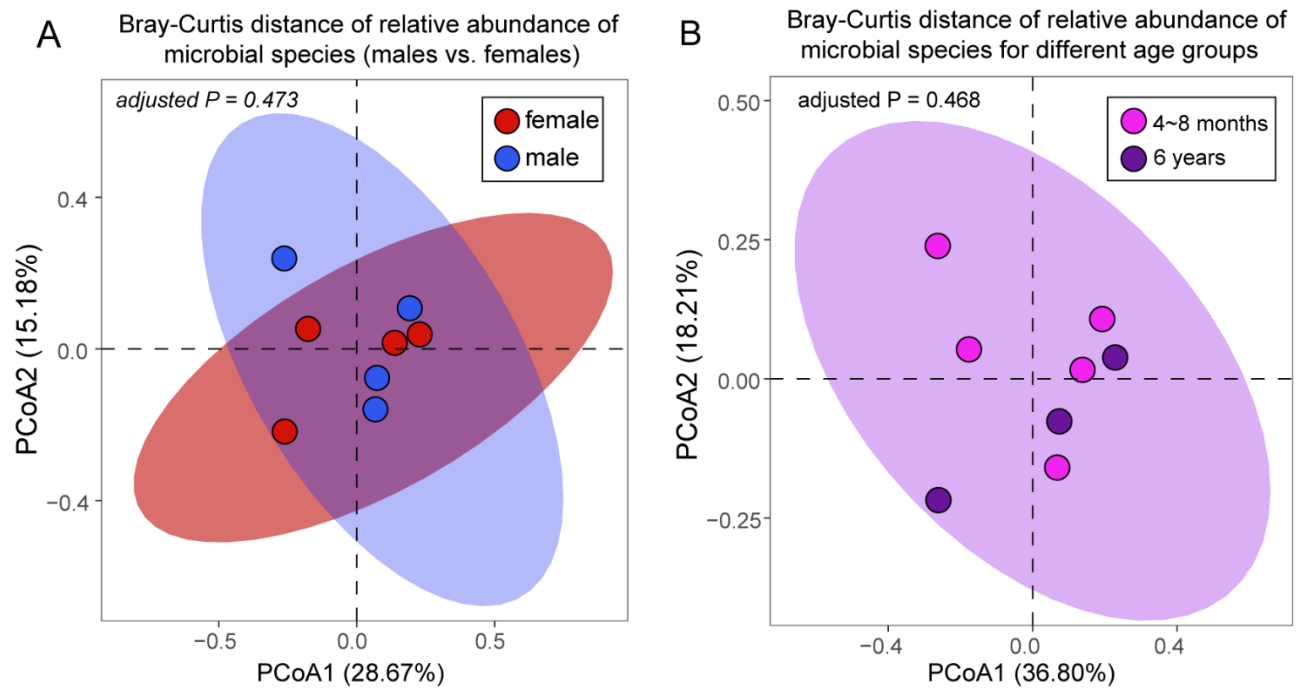 A
Bray-Curtis distance of relative abundance of
microbial species (males vs. females)
adjusted P = 0.473
female
male
0.4
0.0
−0.4
PCoA2 (15.18%)
−0.5
0.0
0.5
PCoA1 (28.67%)
B
Bray-Curtis distance of relative abundance of
microbial species for different age groups
adjusted P = 0.468
4~8 months
6 years
0.50
0.25
0.00
−0.25
PCoA2 (18.21%)
−0.4
0.0
0.4
PCoA1 (36.80%)